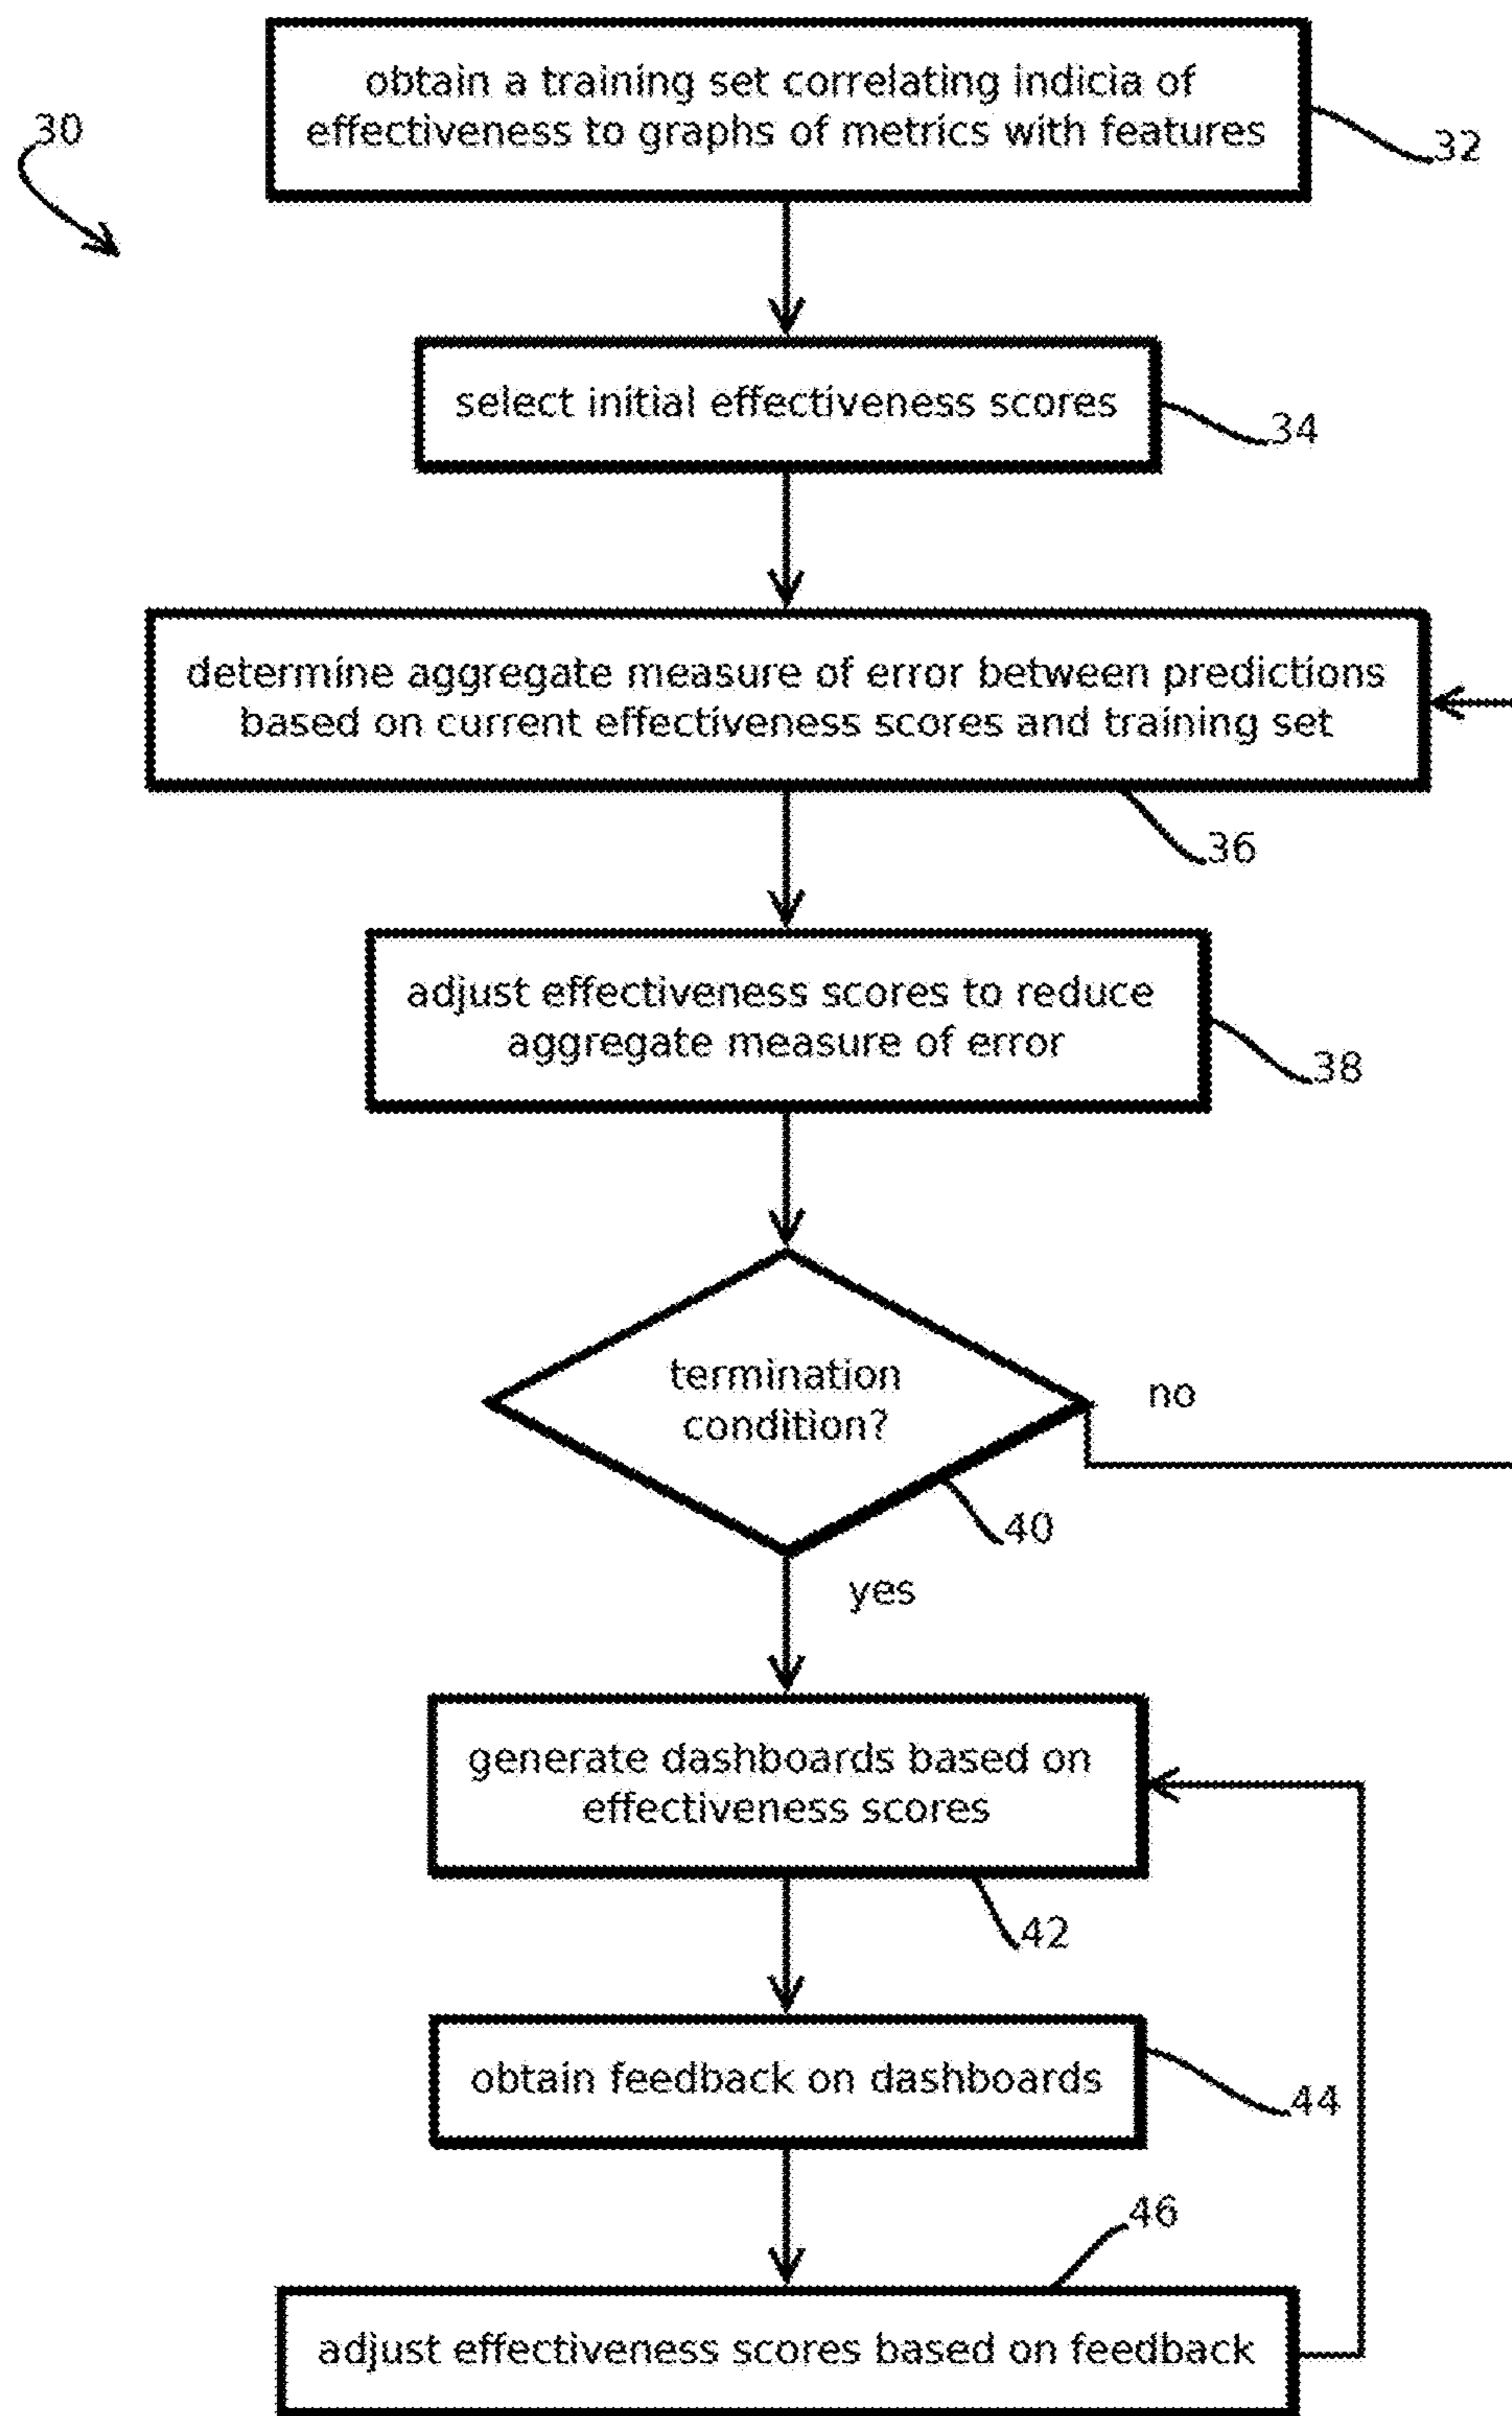 obtain a training set correlating indicia of
effectiveness to graphs of metrics with features
30
32
select initial effectiveness scores
34
determine aggregate measure of error between predictions
based on current effectiveness scores and training set
36
adjust effectiveness scores to reduce
aggregate measure of error
38
termination
condition?
no
40
yes
generate dashboards based on
effectiveness scores
42
obtain feedback on dashboards
44
46
adjust effectiveness scores based on feedback